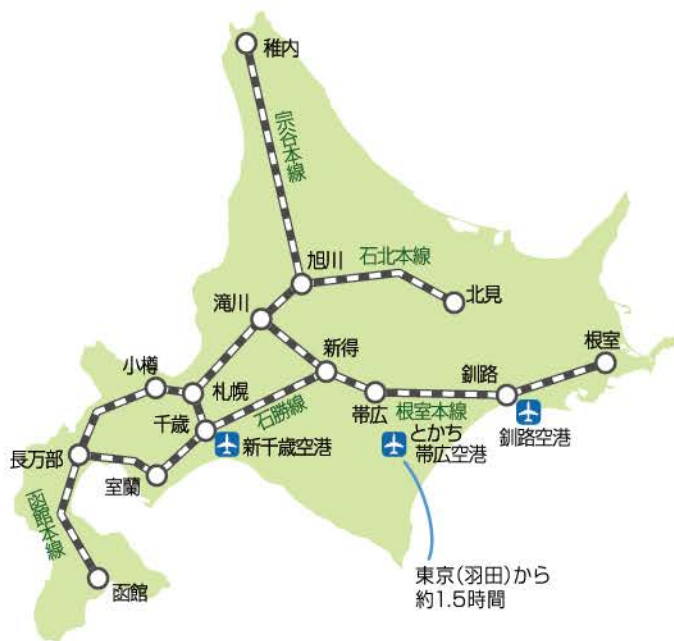 稚内
宗谷本線
旭川
石北本線
北見
滝川
新得
根室
小樽
札幌
石勝線
帯広
根室本線
釧路
千歳
新千歳空港
とかち
帯広空港
釧路空港
長万部
室蘭
函館本線
函館
東京(羽田)から
約1.5時間